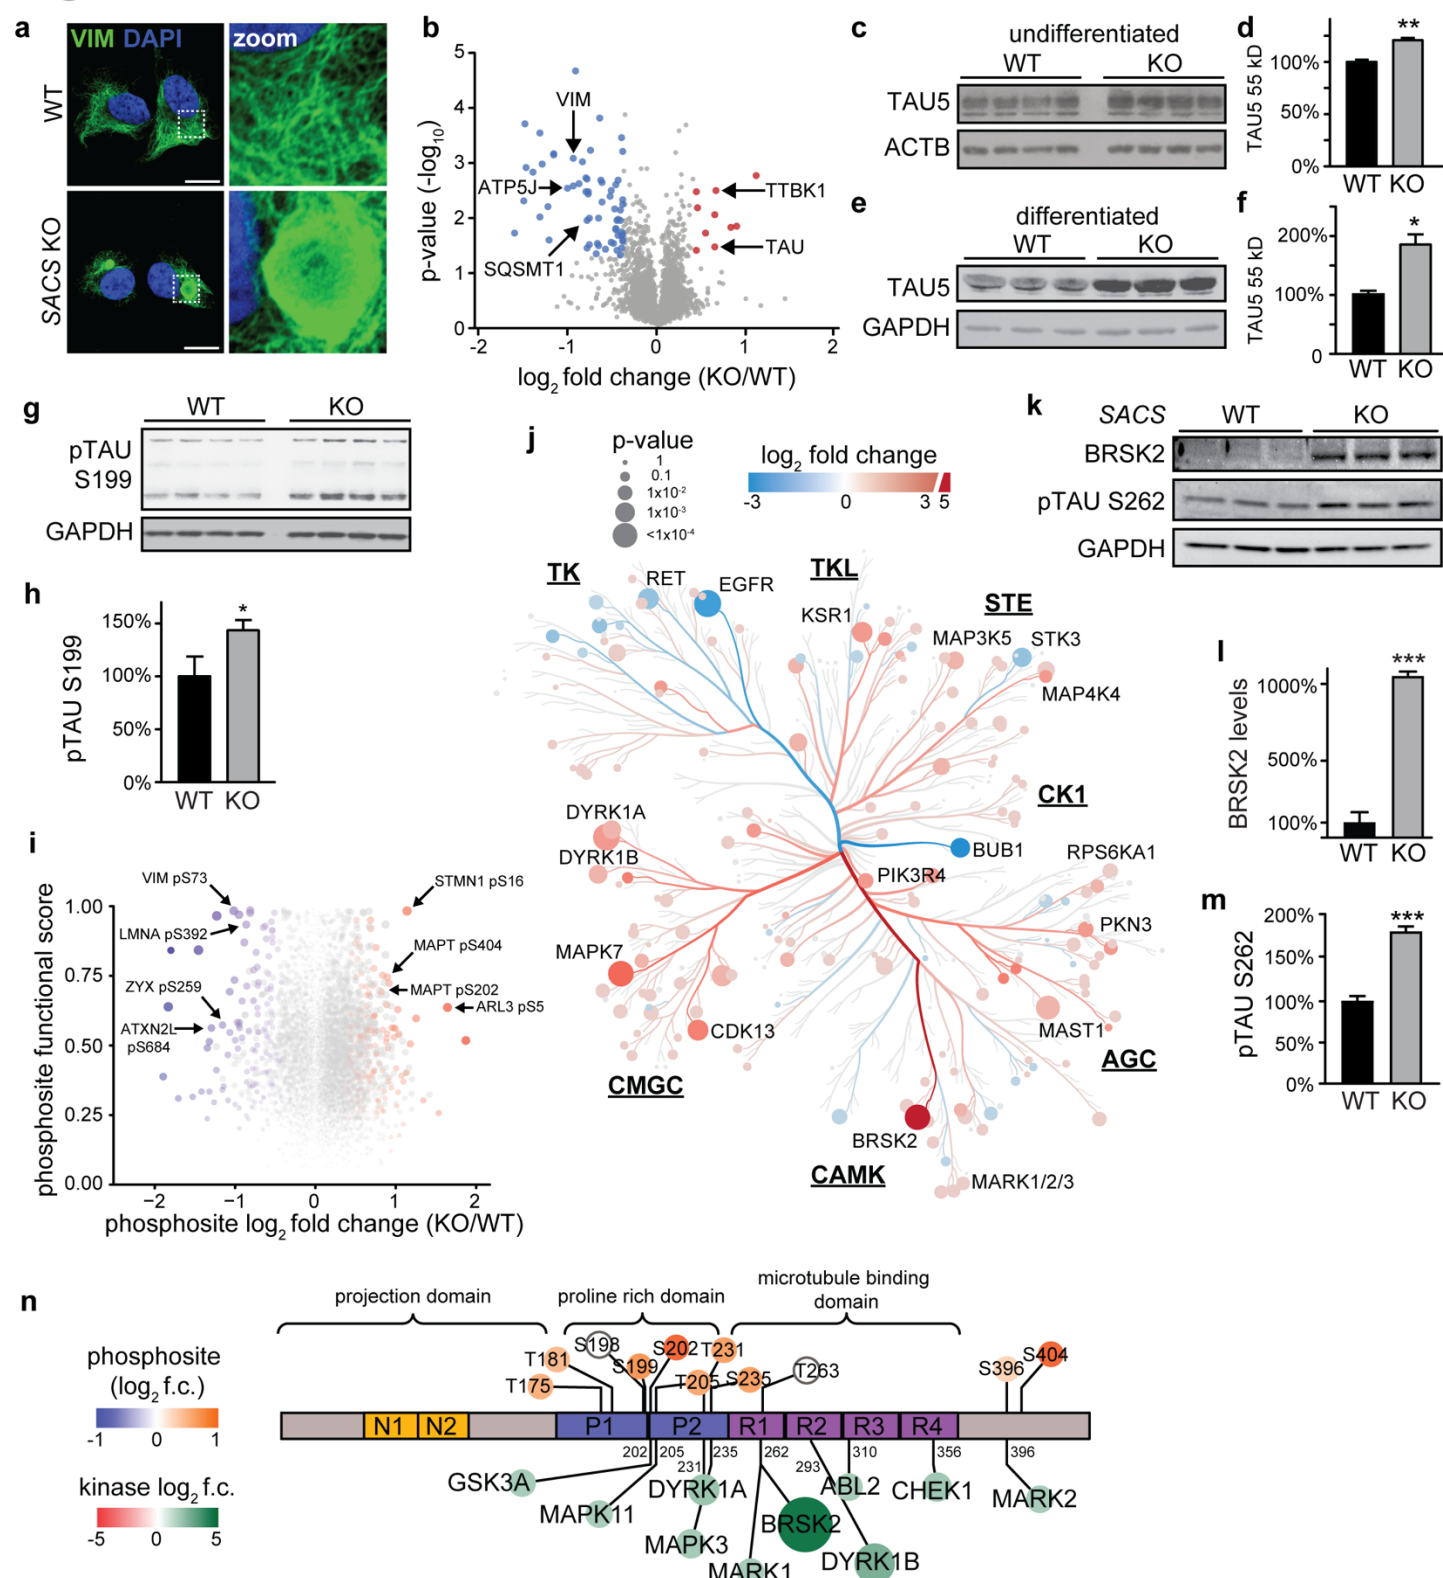 a
VIM DAPI
zoom
WT
SACS KO
b
5
4
3
2
1
0
p-value (-log10)
-2
-1
0
1
2
log2 fold change (KO/WT)
VIM
ATP5J
SQSMT1
TTBK1
TAU
c
undifferentiated
WT
KO
TAU5
ACTB
d
**
TAU5 55 kD
100%
50%
0%
WT KO
e
differentiated
WT
KO
TAU5
GAPDH
f
*
TAU5 55 kD
200%
100%
0
WT KO
g
WT
KO
pTAU
S199
GAPDH
h
*
pTAU S199
150%
100%
50%
0%
WT KO
i
phosphosite functional score
1.00
0.75
0.50
0.25
0.00
−2
−1
0
1
2
phosphosite log2 fold change (KO/WT)
VIM pS73
LMNA pS392
ZYX pS259
ATXN2L
pS684
STMN1 pS16
MAPT pS404
MAPT pS202
ARL3 pS5
j
p-value
1
0.1
1x10-2
1x10-3
<1x10-4
log2 fold change
-3
0
3
5
TK
RET
EGFR
TKL
KSR1
STE
MAP3K5
STK3
MAP4K4
CK1
BUB1
DYRK1A
DYRK1B
PIK3R4
RPS6KA1
PKN3
MAPK7
CDK13
MAST1
CMGC
AGC
BRSK2
CAMK
MARK1/2/3
k
SACS
WT
KO
BRSK2
pTAU S262
GAPDH
l
***
BRSK2 levels
1000%
500%
100%
WT KO
m
***
pTAU S262
200%
150%
100%
50%
0%
WT KO
n
projection domain
proline rich domain
microtubule binding
domain
phosphosite
(log2 f.c.)
-1
0
1
kinase log2 f.c.
-5
0
5
T175
T181
S198
S199
S202
T205
T231
S235
T263
S396
S404
N1
N2
P1
P2
R1
R2
R3
R4
202
205
231
235
262
293
310
356
396
GSK3A
MAPK11
DYRK1A
MAPK3
MARK1
BRSK2
DYRK1B
ABL2
CHEK1
MARK2